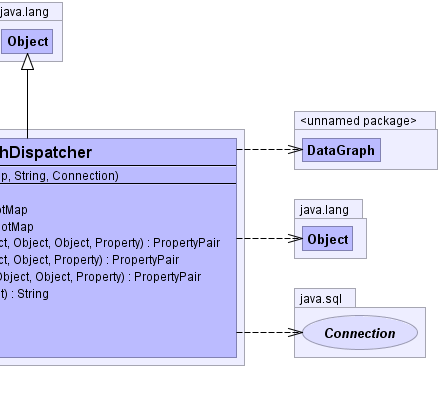 java.lang
Object
hDispatcher
p, String, Connection)
otMap
otMap
ct, Object, Object, Property) : PropertyPair
ct, Object, Property) : PropertyPair
Object, Object, Property) : PropertyPair
t) : String
<unnamed package>
DataGraph
java.lang
Object
java.sql
Connection